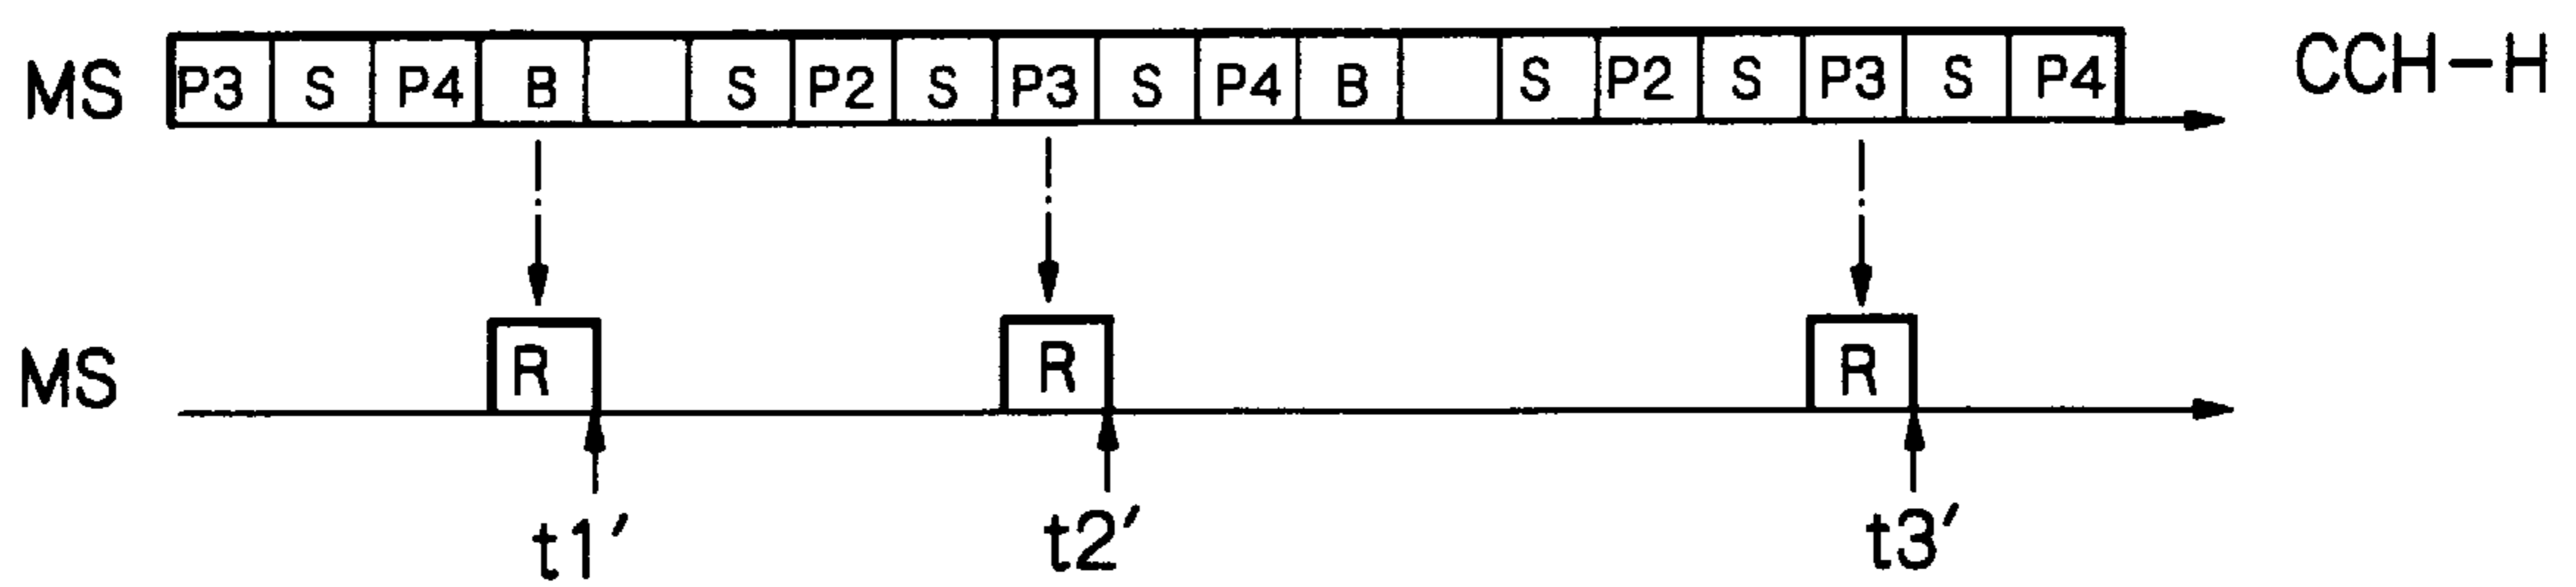 MS P3 S P4 B S P2 S P3 S P4 B S P2 S P3 S P4 CCH-H
MS R R R
t1' t2' t3'